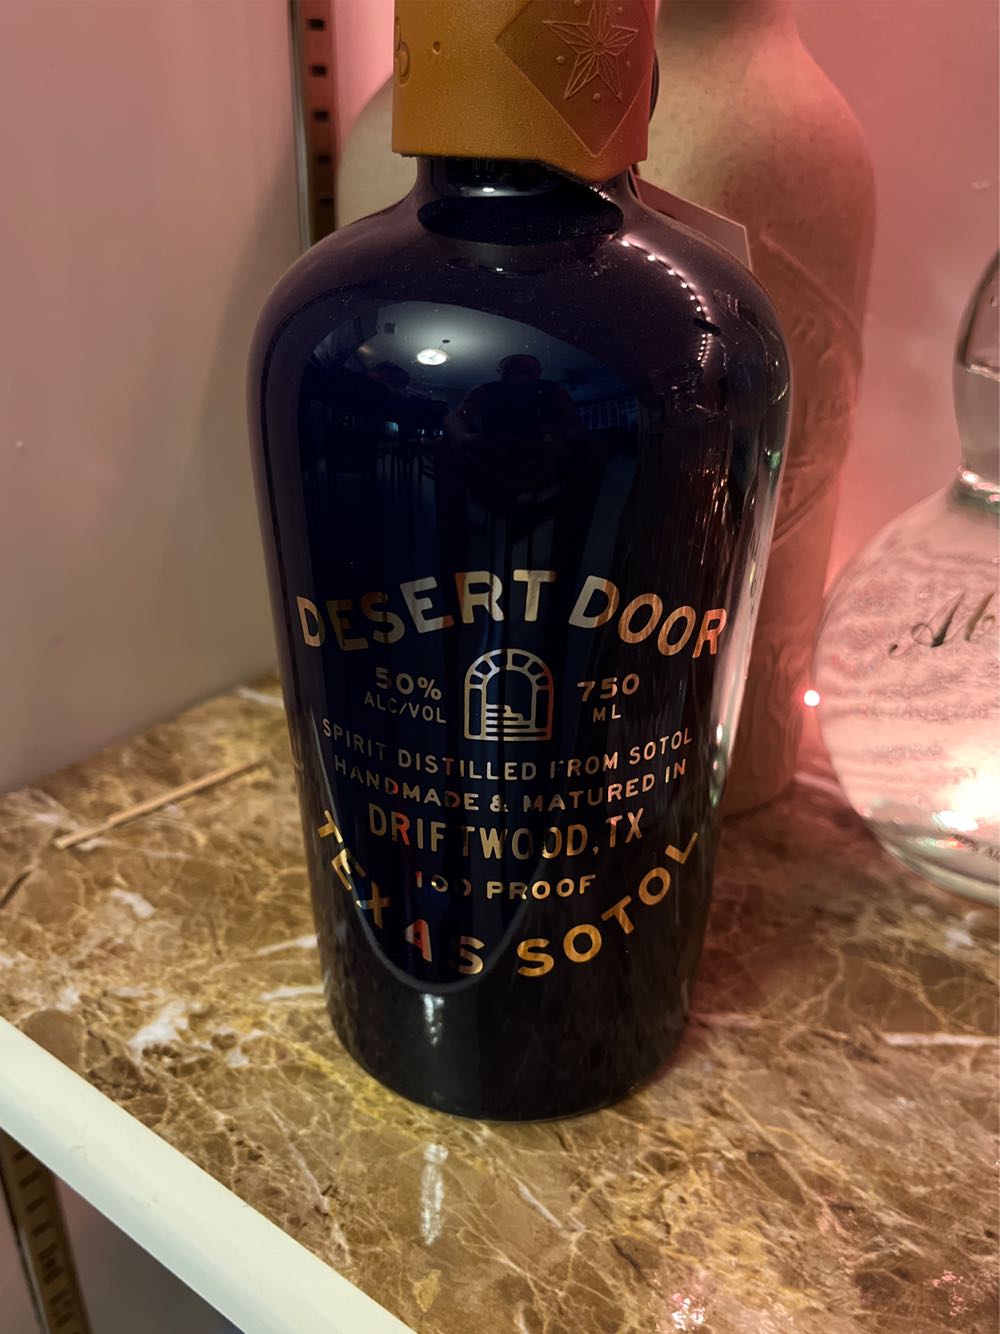 DESERT DOOR
50%
ALC/VOL
750
ML
SPIRIT DISTILLED FROM SOTOL
HANDMADE & MATURED IN
DRIFTWOOD, TX
100 PROOF
TEXAS SOTOL